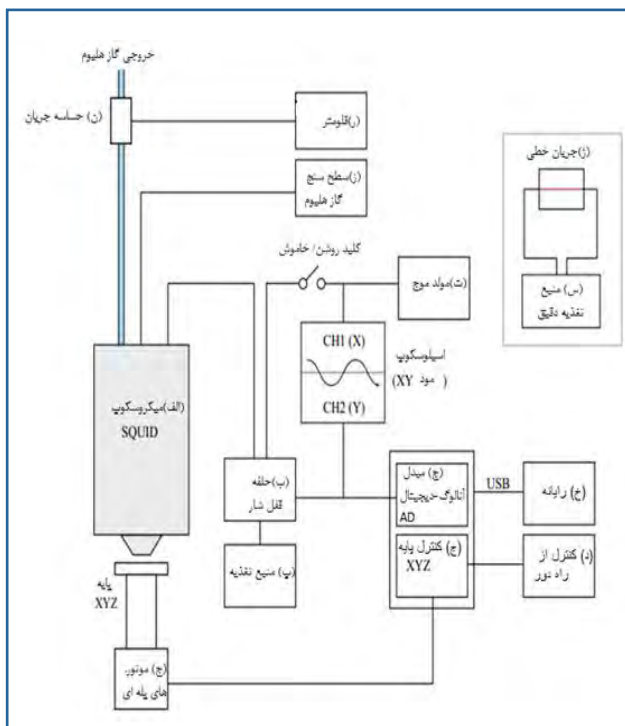 خروجی گاز هلیوم
(ن) حساسه جریان
(ر)فلومتر
(ز)سطح سنج
گاز هلیوم
(ژ)جریان خطی
(س) منبع
تغذیه دقیق
کلید روشن/ خاموش
(ت)مولد موج
CH1 (X)
CH2 (Y)
اسیلوسکوپ
(XY مود)
(الف)میکروسکوپ
SQUID
(ب)حلقه
قفل شار
(پ) منبع تغذیه
(چ) مبدل
آنالوگ-دیجیتال
AD
USB
(خ) رایانه
(ج) کنترل پایه
XYZ
(د) کنترل از
راه دور
پایه
XYZ
(ج) موتور
های پله ای